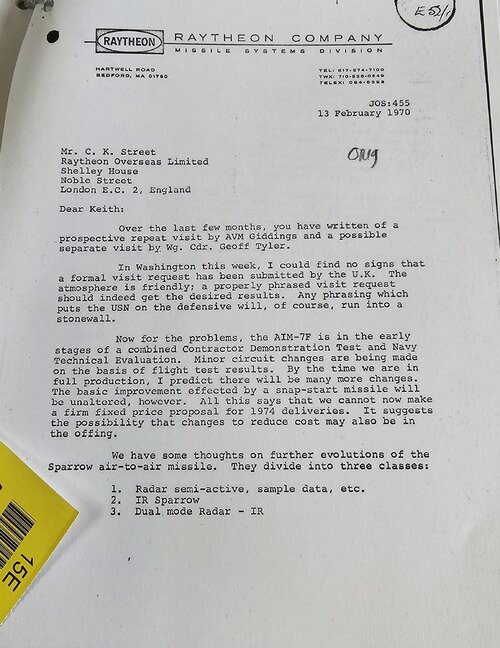 E53/1
RAYTHEON
RAYTHEON COMPANY
MISSILE SYSTEMS DIVISION
HARTWELL ROAD
BEDFORD, MA 01730
TEL: 617-274-7100
TWX: 710-326-0649
TELEX: 094-6598
JOS:455
13 February 1970
Mr. C. K. Street
Raytheon Overseas Limited
Shelley House
Noble Street
London E.C. 2, England
Dear Keith:
Over the last few months, you have written of a
prospective repeat visit by AVM Giddings and a possible
separate visit by Wg. Cdr. Geoff Tyler.
In Washington this week, I could find no signs that
a formal visit request has been submitted by the U.K. The
atmosphere is friendly; a properly phrased visit request
should indeed get the desired results. Any phrasing which
puts the USN on the defensive will, of course, run into a
stonewall.
Now for the problems, the AIM-7F is in the early
stages of a combined Contractor Demonstration Test and Navy
Technical Evaluation. Minor circuit changes are being made
on the basis of flight test results. By the time we are in
full production, I predict there will be many more changes.
The basic improvement effected by a snap-start missile will
be unaltered, however. All this says that we cannot now make
a firm fixed price proposal for 1974 deliveries. It suggests
the possibility that changes to reduce cost may also be in
the offing.
We have some thoughts on further evolutions of the
Sparrow air-to-air missile. They divide into three classes:
1. Radar semi-active, sample data, etc.
2. IR Sparrow
3. Dual mode Radar - IR
15E